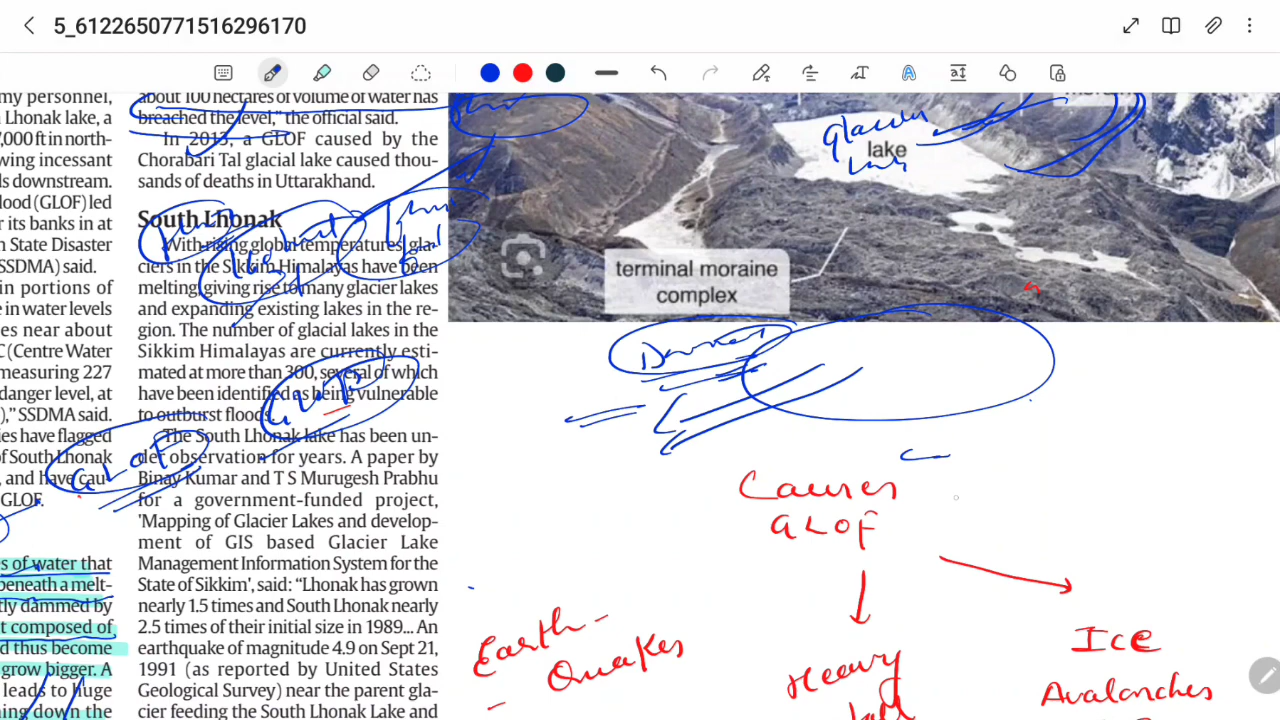 5_6122650771516296170
my personnel,
Lhonak lake, a
7,000 ft in north-
wing incessant
ds downstream.
lood (GLOF) led
r its banks in at
n State Disaster
SSDMA) said.
in portions of
e in water levels
es near about
C (Centre Water
measuring 227
danger level, at
),” SSDMA said.
ies have flagged
of South Lhonak
, and have cau-
GLOF.
es of water that
beneath a melt-
tly dammed by
t composed of
d thus become
grow bigger. A
leads to huge
ning down the
about 100 hectares of volume of water has
breached the level,” the official said.
In 2013, a GLOF caused by the
Chorabari Tal glacial lake caused thou-
sands of deaths in Uttarakhand.
South Lhonak
With rising global temperatures, gla-
ciers in the Sikkim Himalayas have been
melting, giving rise to many glacier lakes
and expanding existing lakes in the re-
gion. The number of glacial lakes in the
Sikkim Himalayas are currently esti-
mated at more than 300, several of which
have been identified as being vulnerable
to outburst floods.
The South Lhonak lake has been un-
der observation for years. A paper by
Binay Kumar and T S Murugesh Prabhu
for a government-funded project,
'Mapping of Glacier Lakes and develop-
ment of GIS based Glacier Lake
Management Information System for the
State of Sikkim', said: “Lhonak has grown
nearly 1.5 times and South Lhonak nearly
2.5 times of their initial size in 1989... An
earthquake of magnitude 4.9 on Sept 21,
1991 (as reported by United States
Geological Survey) near the parent gla-
cier feeding the South Lhonak Lake and
GLOF
GLOF
glacier
lake
lake
terminal moraine
complex
Causes
GLOF
Earth-
Quakes
Heavy
Ice
Avalanches